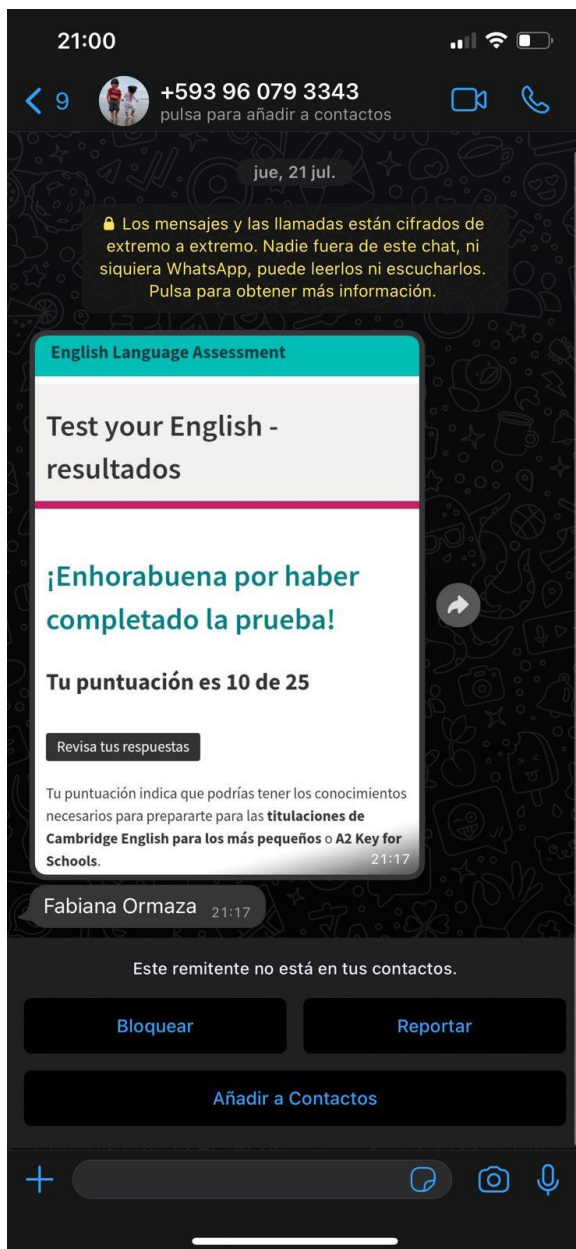 21:00
9
+593 96 079 3343
pulsa para añadir a contactos
jue, 21 jul.
Los mensajes y las llamadas están cifrados de
extremo a extremo. Nadie fuera de este chat, ni
siquiera WhatsApp, puede leerlos ni escucharlos.
Pulsa para obtener más información.
English Language Assessment
Test your English -
resultados
¡Enhorabuena por haber
completado la prueba!
Tu puntuación es 10 de 25
Revisa tus respuestas
Tu puntuación indica que podrías tener los conocimientos
necesarios para prepararte para las titulaciones de
Cambridge English para los más pequeños o A2 Key for
Schools.
21:17
Fabiana Ormaza 21:17
Este remitente no está en tus contactos.
Bloquear
Reportar
Añadir a Contactos